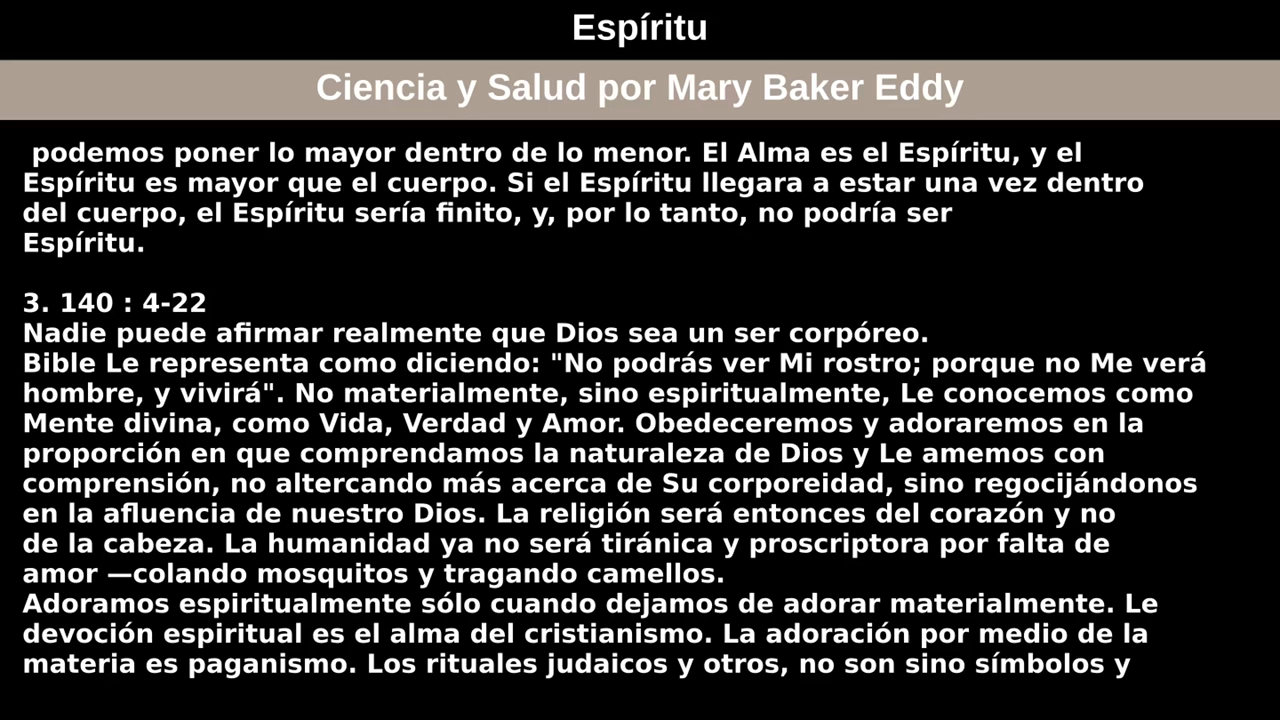 Espíritu
Ciencia y Salud por Mary Baker Eddy
podemos poner lo mayor dentro de lo menor. El Alma es el Espíritu, y el
Espíritu es mayor que el cuerpo. Si el Espíritu llegara a estar una vez dentro
del cuerpo, el Espíritu sería finito, y, por lo tanto, no podría ser
Espíritu.
3. 140 : 4-22
Nadie puede afirmar realmente que Dios sea un ser corpóreo.
Bible Le representa como diciendo: "No podrás ver Mi rostro; porque no Me verá
hombre, y vivirá". No materialmente, sino espiritualmente, Le conocemos como
Mente divina, como Vida, Verdad y Amor. Obedeceremos y adoraremos en la
proporción en que comprendamos la naturaleza de Dios y Le amemos con
comprensión, no altercando más acerca de Su corporeidad, sino regocijándonos
en la afluencia de nuestro Dios. La religión será entonces del corazón y no
de la cabeza. La humanidad ya no será tiránica y proscriptora por falta de
amor —colando mosquitos y tragando camellos.
Adoramos espiritualmente sólo cuando dejamos de adorar materialmente. Le
devoción espiritual es el alma del cristianismo. La adoración por medio de la
materia es paganismo. Los rituales judaicos y otros, no son sino símbolos y